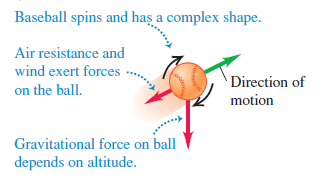 Baseball spins and has a complex shape.
Air resistance and
wind exert forces
on the ball.
Direction of
motion
Gravitational force on ball
depends on altitude.